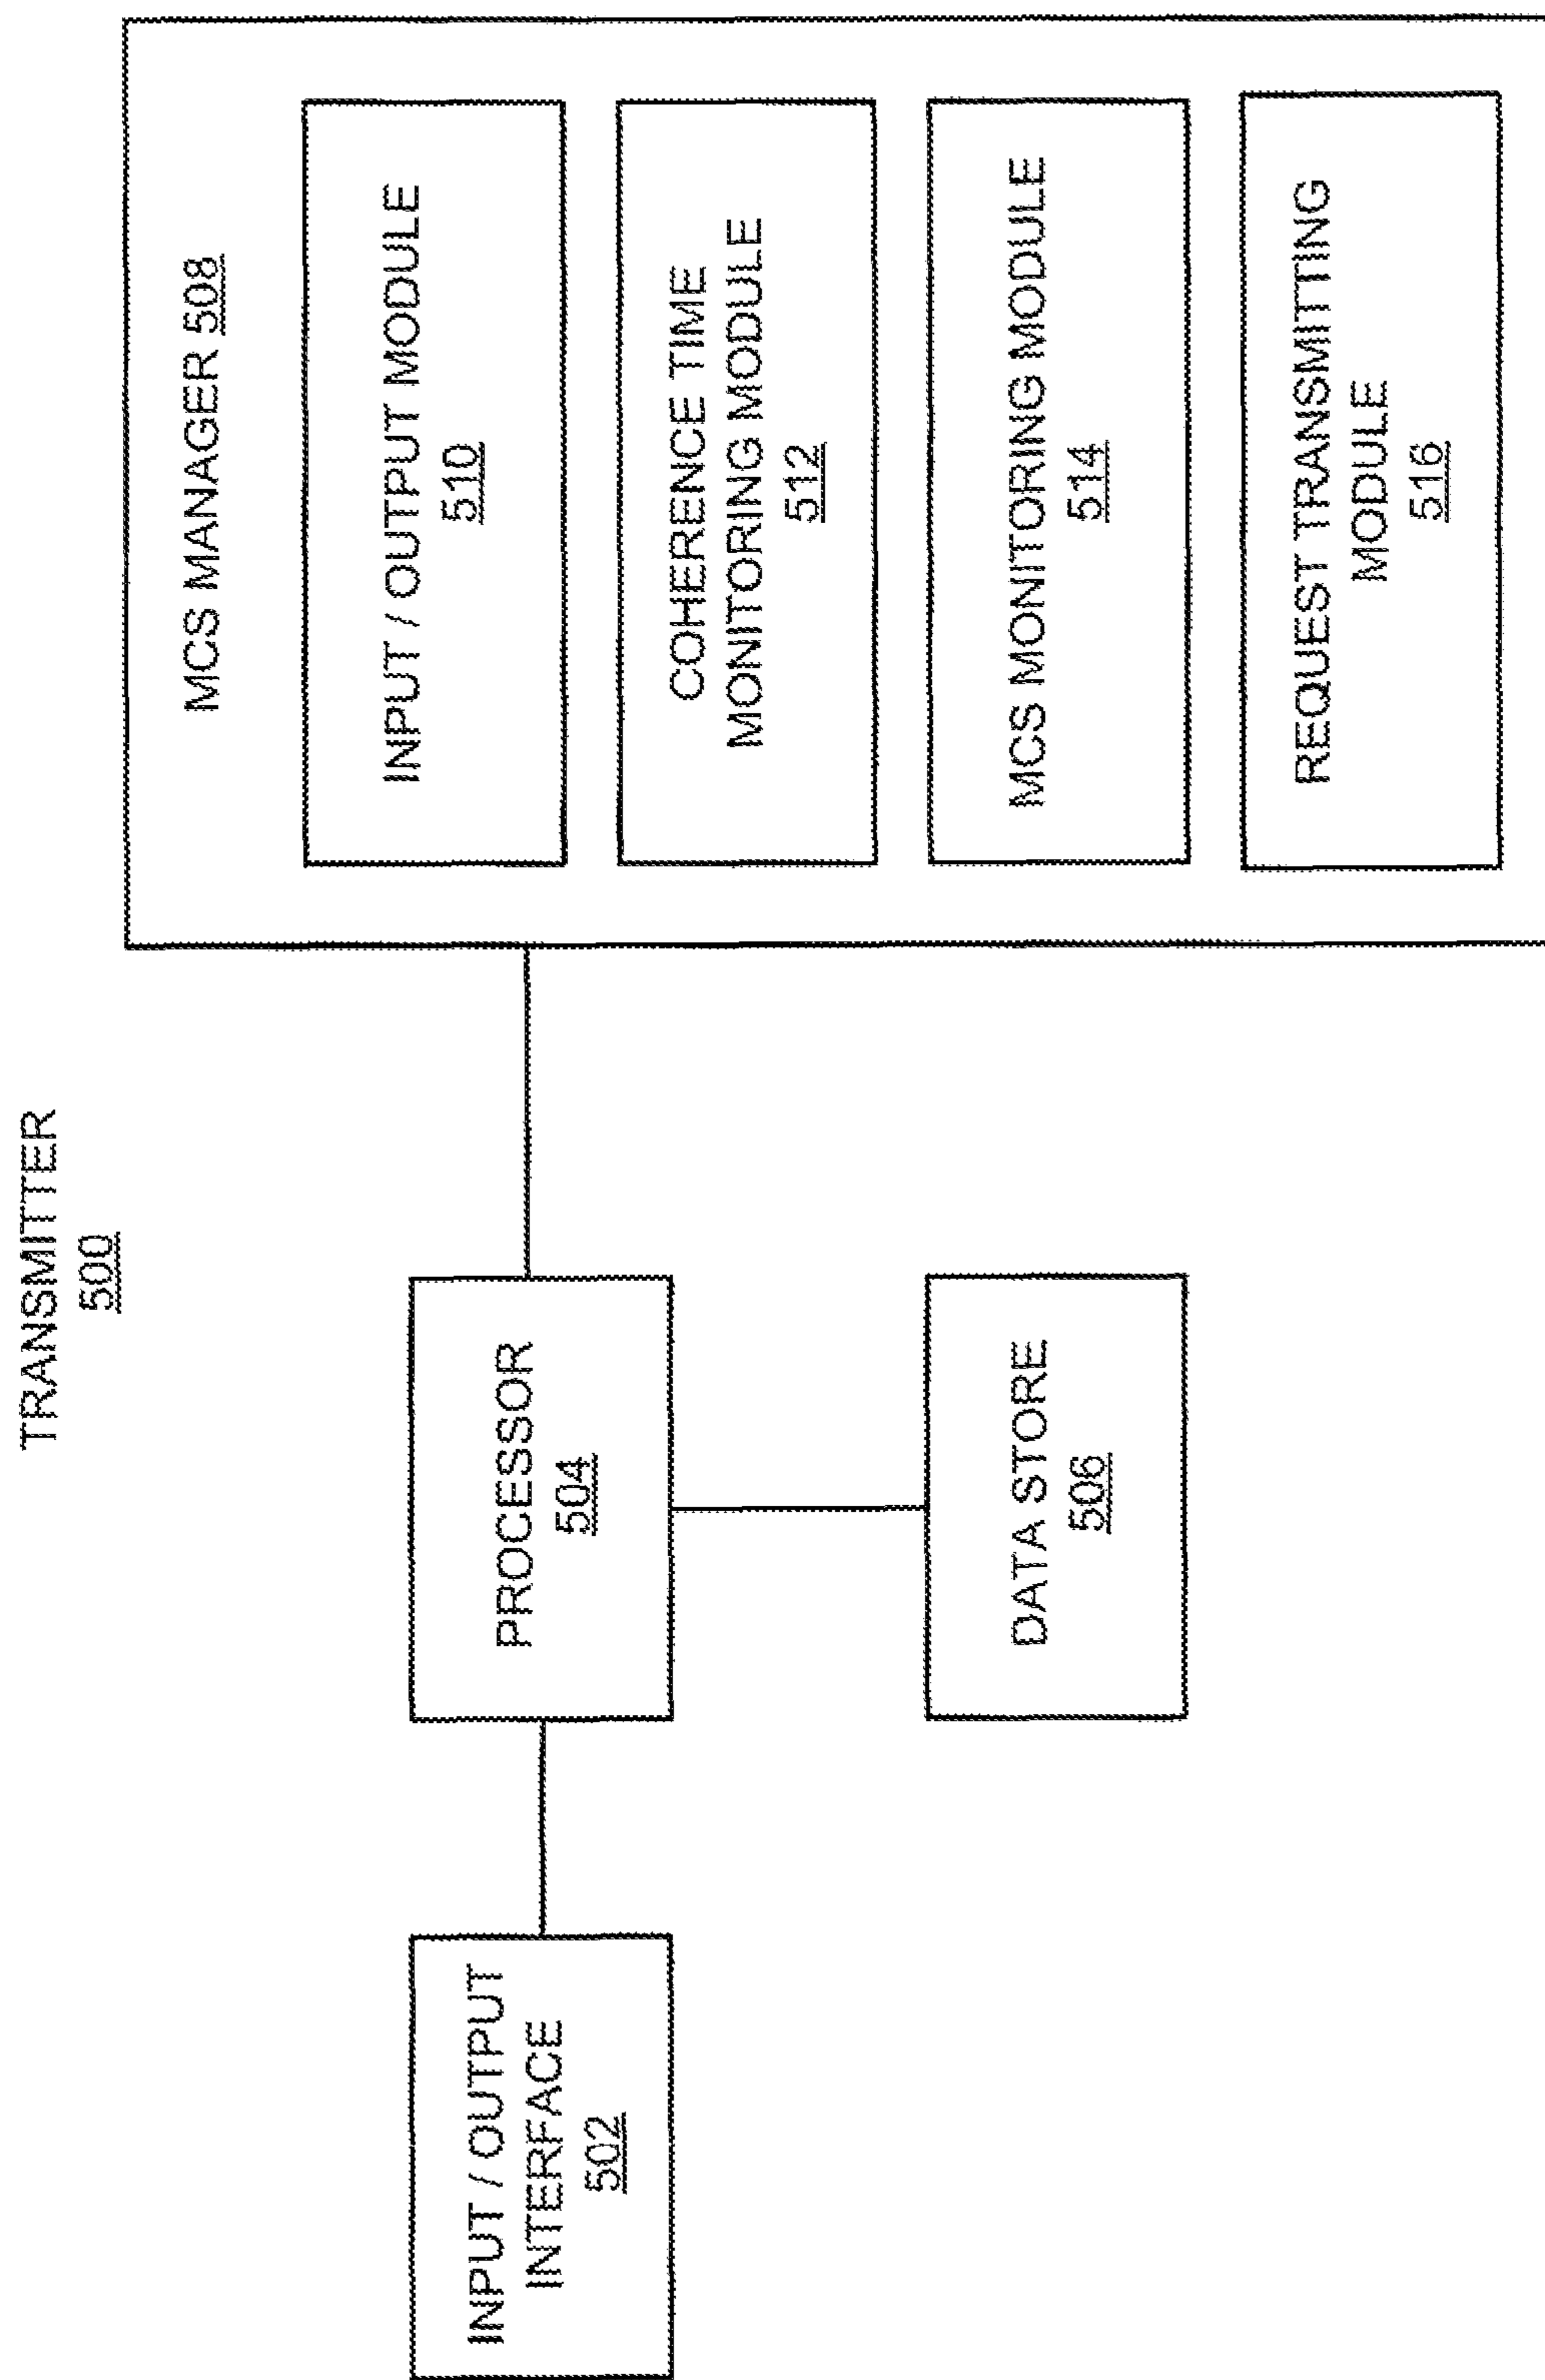 TRANSMITTER
500
INPUT / OUTPUT
INTERFACE
502
PROCESSOR
504
DATA STORE
506
MCS MANAGER 508
INPUT / OUTPUT MODULE
510
COHERENCE TIME
MONITORING MODULE
512
MCS MONITORING MODULE
514
REQUEST TRANSMITTING
MODULE
516